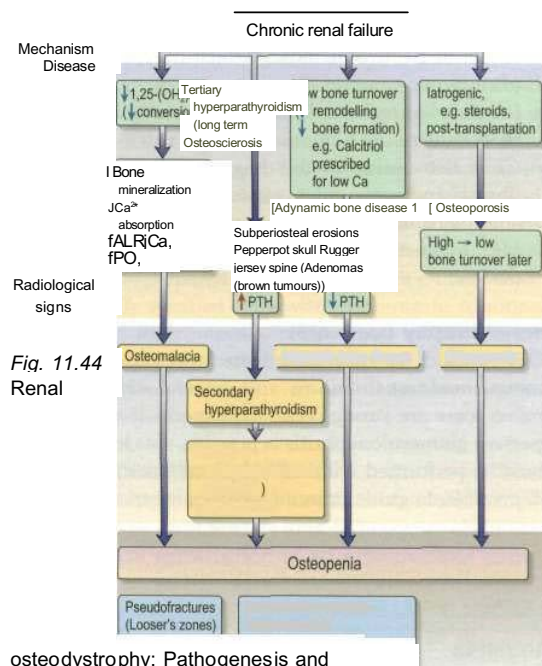 Chronic renal failure
Mechanism
Disease
↓1,25-(OH)
(↓conversi
Tertiary
hyperparathyroidism
(long term
Osteoscierosis
w bone turnover
remodelling
↓ bone formation)
e.g. Calcitriol
prescribed
for low Ca
Iatrogenic,
e.g. steroids,
post-transplantation
l Bone
mineralization
JCa²⁺
absorption
fALRjCa,
fPO,
[Adynamic bone disease 1 [ Osteoporosis
Subperiosteal erosions
Pepperpot skull Rugger
jersey spine (Adenomas
(brown tumours))
High → low
bone turnover later
Radiological
signs
↑ PTH
↓ PTH
Fig. 11.44
Renal
Osteomalacia
Secondary
hyperparathyroidism
)
Osteopenia
Pseudofractures
(Looser's zones)
osteodystrophy: Pathogenesis and